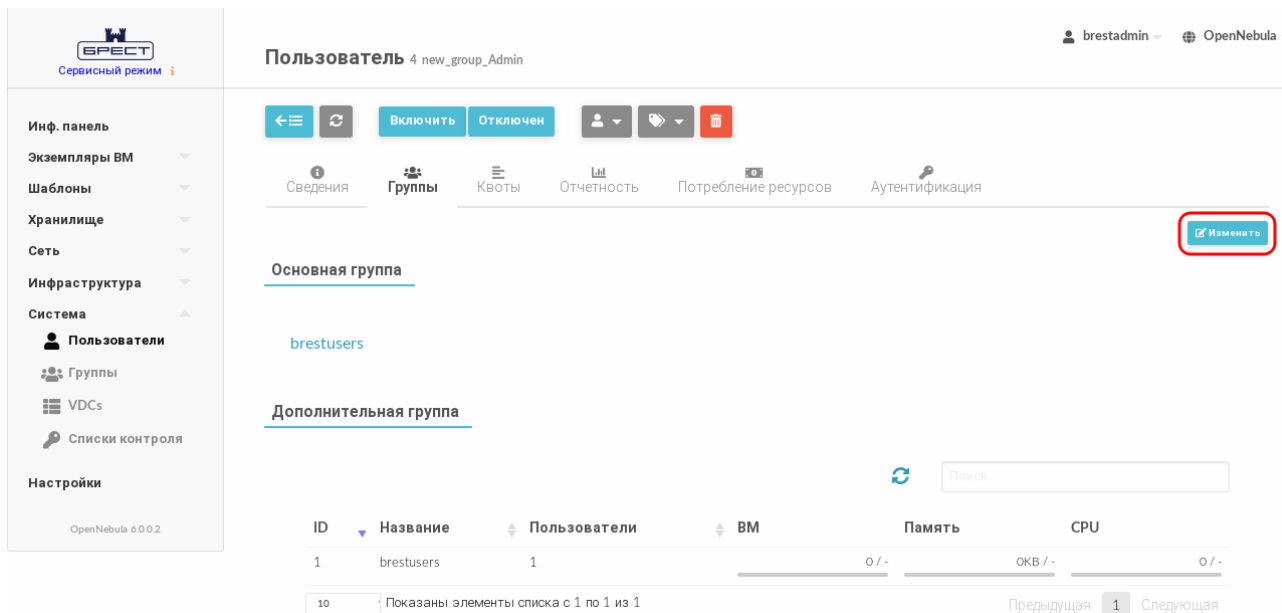 БРЕСТ
Сервисный режим i
Пользователь 4 new_group_Admin
brestadmin
OpenNebula
Включить Отключен
Инф. панель
Экземпляры ВМ
Шаблоны
Хранилище
Сеть
Инфраструктура
Система
Пользователи
Группы
VDCs
Списки контроля
Настройки
OpenNebula 6.0.0.2
Сведения Группы Квоты Отчетность Потребление ресурсов Аутентификация
Изменить
Основная группа
brestusers
Дополнительная группа
Поиск
ID Название Пользователи ВМ Память CPU
1 brestusers 1 0 / - 0KB / - 0 / -
10 Показаны элементы списка с 1 по 1 из 1 Предыдущая 1 Следующая